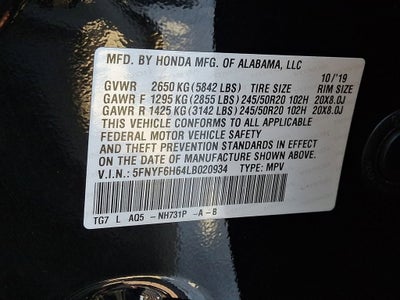 MFD. BY HONDA MFG. OF ALABAMA, LLC
10/'19
GVWR 2650 KG (5842 LBS) TIRE SIZE RIM SIZE
GAWR F 1295 KG (2855 LBS) 245/50R20 102H 20X8.0J
GAWR R 1425 KG (3142 LBS) 245/50R20 102H 20X8.0J
THIS VEHICLE CONFORMS TO ALL APPLICABLE
FEDERAL MOTOR VEHICLE SAFETY
AND THEFT PREVENTION STANDARDS IN EFFECT
ON THE DATE OF MANUFACTURE SHOWN ABOVE.
V.I.N.: 5FNYF6H64LB020934 TYPE: MPV
TG7 L AQ5 -NH731P -A-B